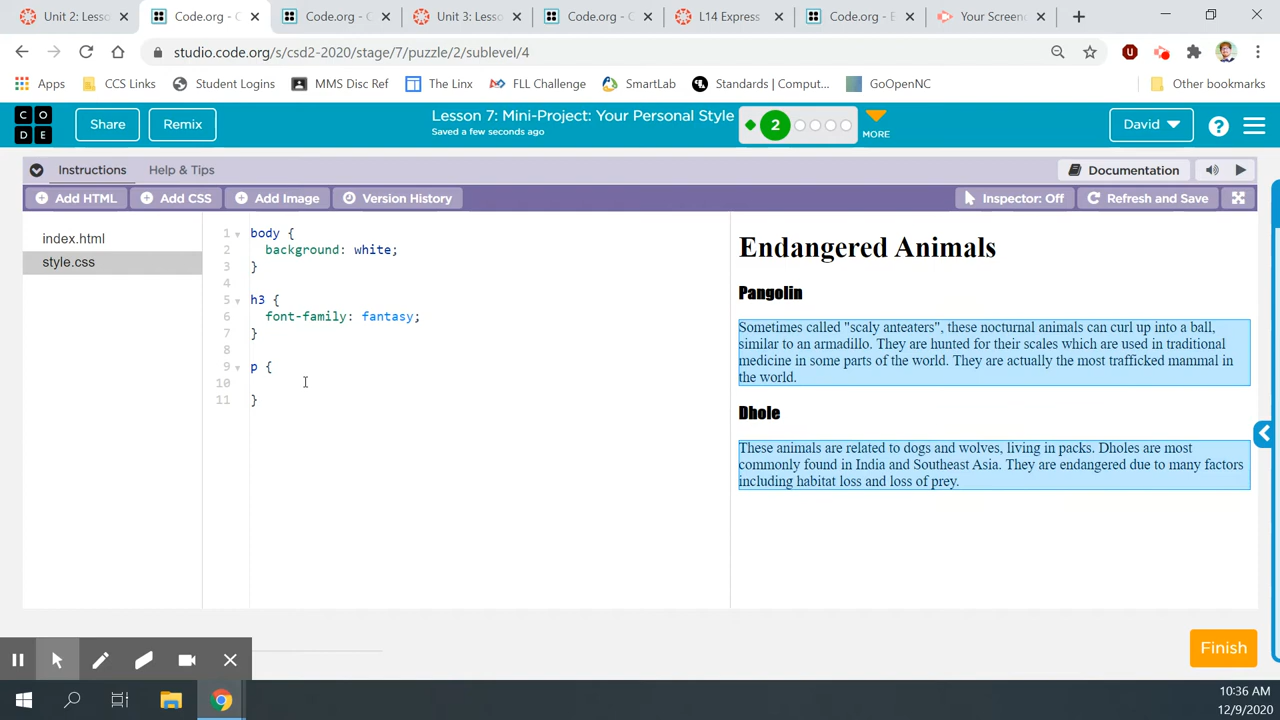 Unit 2: Lesso
Code.org - C
Code.org - C
Unit 3: Lesso
Code.org - C
L14 Express
Code.org - E
Your Screen
studio.code.org/s/csd2-2020/stage/7/puzzle/2/sublevel/4
Apps
CCS Links
Student Logins
MMS Disc Ref
The Linx
FLL Challenge
SmartLab
Standards | Comput...
GoOpenNC
Other bookmarks
C O
D E
Share
Remix
Lesson 7: Mini-Project: Your Personal Style
Saved a few seconds ago
2
MORE
David
Instructions
Help & Tips
Documentation
Add HTML
Add CSS
Add Image
Version History
Inspector: Off
Refresh and Save
index.html
style.css
1 body {
2 background: white;
3 }
4
5 h3 {
6 font-family: fantasy;
7 }
8
9 p {
10
11 }
Endangered Animals
Pangolin
Sometimes called "scaly anteaters", these nocturnal animals can curl up into a ball,
similar to an armadillo. They are hunted for their scales which are used in traditional
medicine in some parts of the world. They are actually the most trafficked mammal in
the world.
Dhole
These animals are related to dogs and wolves, living in packs. Dholes are most
commonly found in India and Southeast Asia. They are endangered due to many factors
including habitat loss and loss of prey.
Finish
10:36 AM
12/9/2020